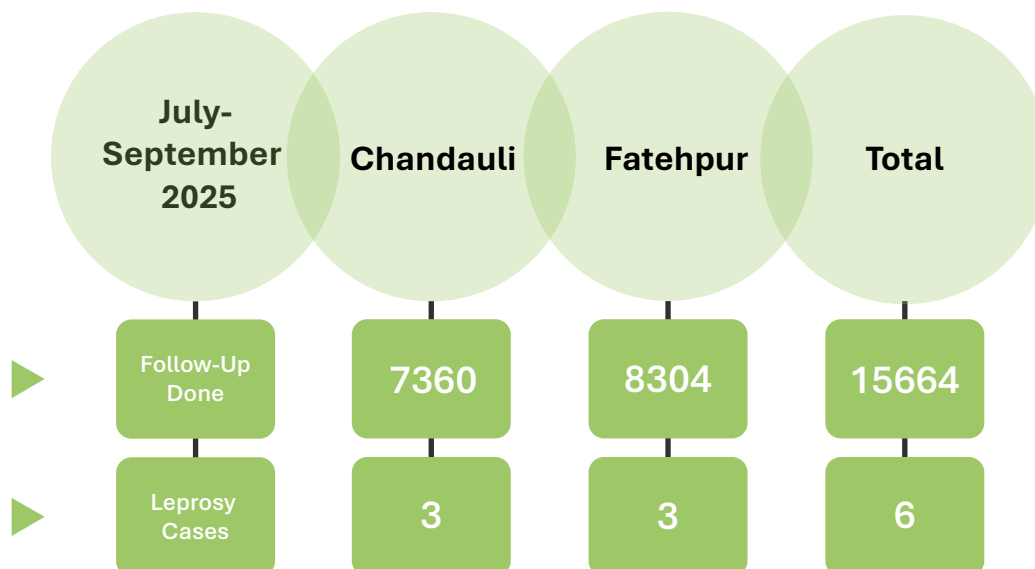 July-
September
2025
Chandauli
Fatehpur
Total
Follow-Up
Done
7360
8304
15664
Leprosy
Cases
3
3
6